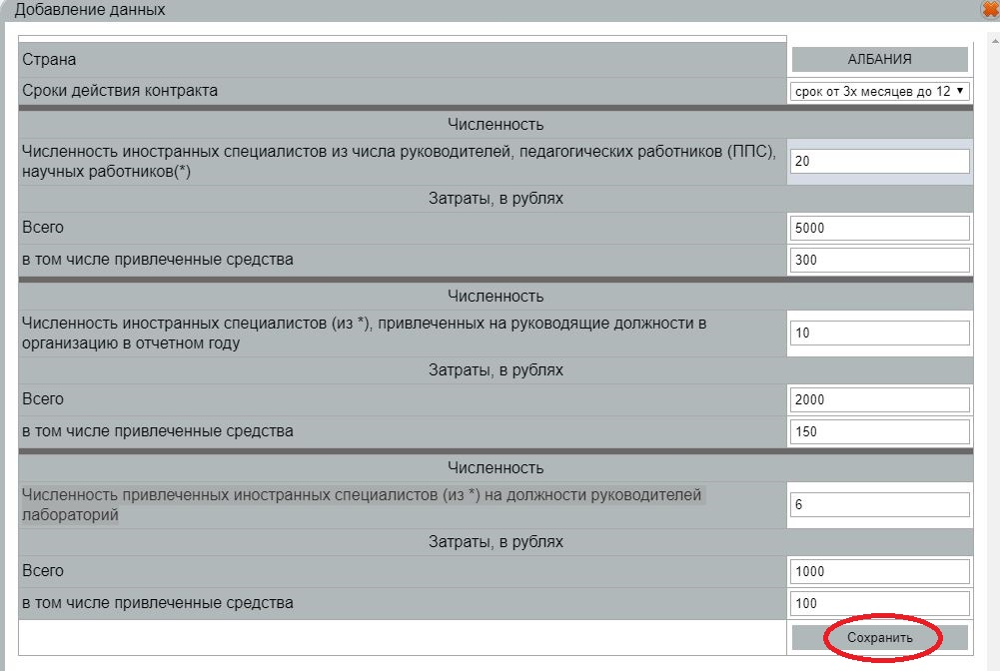 Добавление данных
Страна
АЛБАНИЯ
Сроки действия контракта
срок от 3х месяцев до 12
Численность
Численность иностранных специалистов из числа руководителей, педагогических работников (ППС),
научных работников(*)
20
Затраты, в рублях
Всего
5000
в том числе привлеченные средства
300
Численность
Численность иностранных специалистов (из *), привлеченных на руководящие должности в
организацию в отчетном году
10
Затраты, в рублях
Всего
2000
в том числе привлеченные средства
150
Численность
Численность привлеченных иностранных специалистов (из *) на должности руководителей
лабораторий
6
Затраты, в рублях
Всего
1000
в том числе привлеченные средства
100
Сохранить